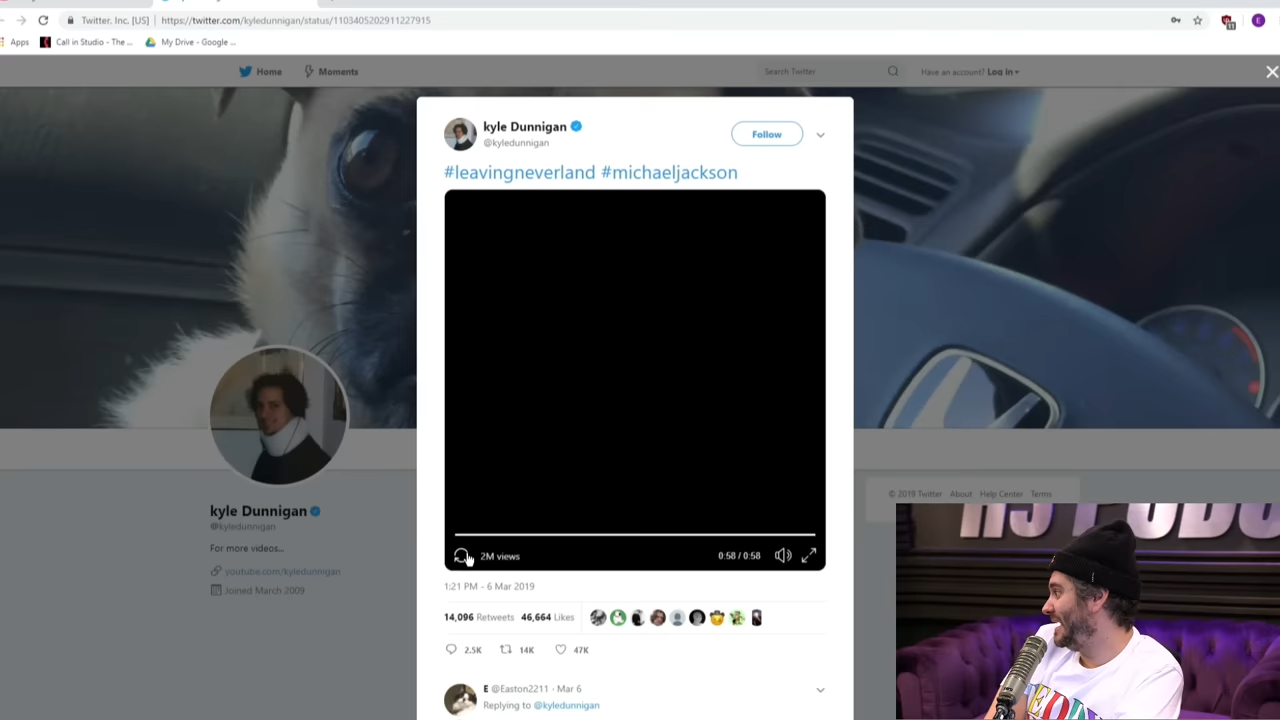 Twitter, Inc. [US] | https://twitter.com/kyledunnigan/status/1103405202911227915
Apps Call in Studio - The ... My Drive - Google ...
E
Home Moments Search Twitter Have an account? Log in
kyle Dunnigan
@kyledunnigan
Follow
#leavingneverland #michaeljackson
2M views 0:58 / 0:58
1:21 PM - 6 Mar 2019
14,096 Retweets 46,664 Likes
2.5K 14K 47K
E @Easton2211 · Mar 6
Replying to @kyledunnigan
kyle Dunnigan
@kyledunnigan
For more videos...
youtube.com/kyledunnigan
Joined March 2009
© 2019 Twitter About Help Center Terms